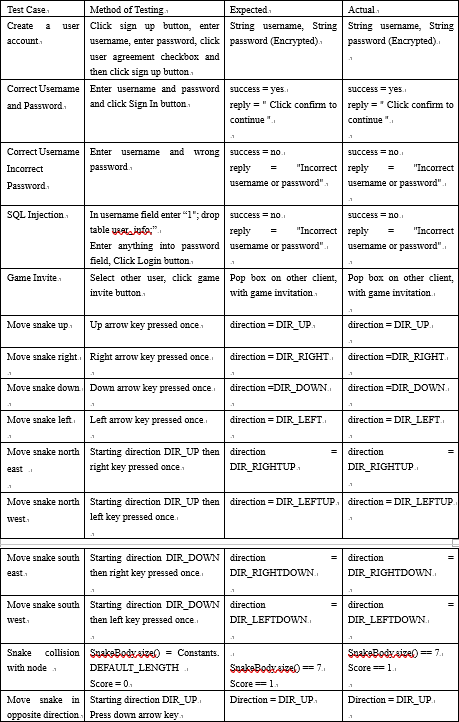 Test Case Method of Testing Expected Actual
Create a user Click sign up button, enter String username, String String username, String
account. username, enter password, click password (Encrypted) password (Encrypted)
user agreement checkbox and
then click sign up button
Correct Username Enter username and password success = yes success = yes
and Password and click Sign In button reply = " Click confirm to reply = " Click confirm to
continue " continue "
Correct Username Enter username and wrong success = no success = no
Incorrect password reply = "Incorrect reply = "Incorrect
Password username or password" username or password"
SQL Injection In username field enter “1"; drop success = no success = no
table user_info;” reply = "Incorrect reply = "Incorrect
Enter anything into password username or password" username or password"
field, Click Login button
Game Invite Select other user, click game Pop box on other client, Pop box on other client,
invite button with game invitation with game invitation
Move snake up Up arrow key pressed once direction = DIR_UP direction = DIR_UP
Move snake right Right arrow key pressed once direction = DIR_RIGHT direction =DIR_RIGHT
Move snake down Down arrow key pressed once direction =DIR_DOWN direction =DIR_DOWN
Move snake left Left arrow key pressed once direction = DIR_LEFT direction = DIR_LEFT
Move snake north Starting direction DIR_UP then direction = direction =
east right key pressed once DIR_RIGHTUP DIR_RIGHTUP
Move snake north Starting direction DIR_UP then direction = DIR_LEFTUP direction = DIR_LEFTUP
west left key pressed once
Move snake south Starting direction DIR_DOWN direction = direction =
east then right key pressed once DIR_RIGHTDOWN DIR_RIGHTDOWN
Move snake south Starting direction DIR_DOWN direction = direction =
west then left key pressed once DIR_LEFTDOWN DIR_LEFTDOWN
Snake collision SnakeBody.size() = Constants. SnakeBody.size() == 7
with node DEFAULT_LENGTH SnakeBody.size() == 7 Score == 1
Score = 0 Score == 1
Move snake in Starting direction DIR_UP Direction = DIR_UP Direction = DIR_UP
opposite direction Press down arrow key